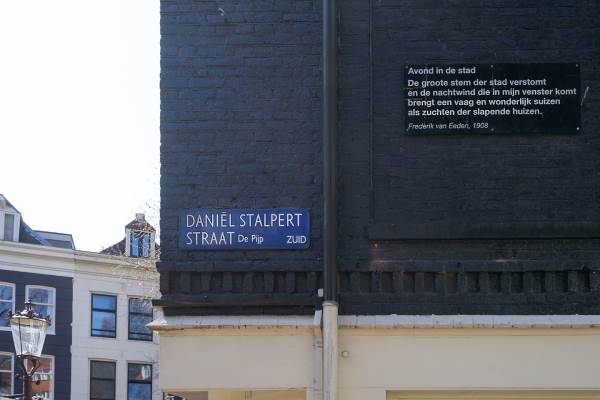 Avond in de stad
De groote stem der stad verstomt
en de nachtwind die in mijn venster komt
brengt een vaag en wonderlijk suizen
als zuchten der slapende huizen.
Frederik van Eeden, 1908
DANIËL STALPERT
STRAAT De Pijp ZUID